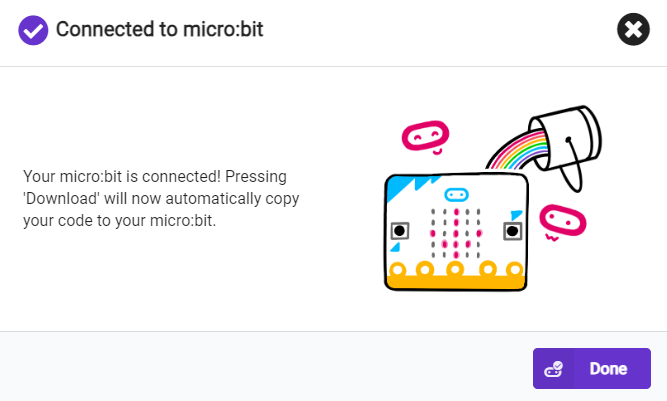 Connected to micro:bit
Your micro:bit is connected! Pressing
'Download' will now automatically copy
your code to your micro:bit.
Done